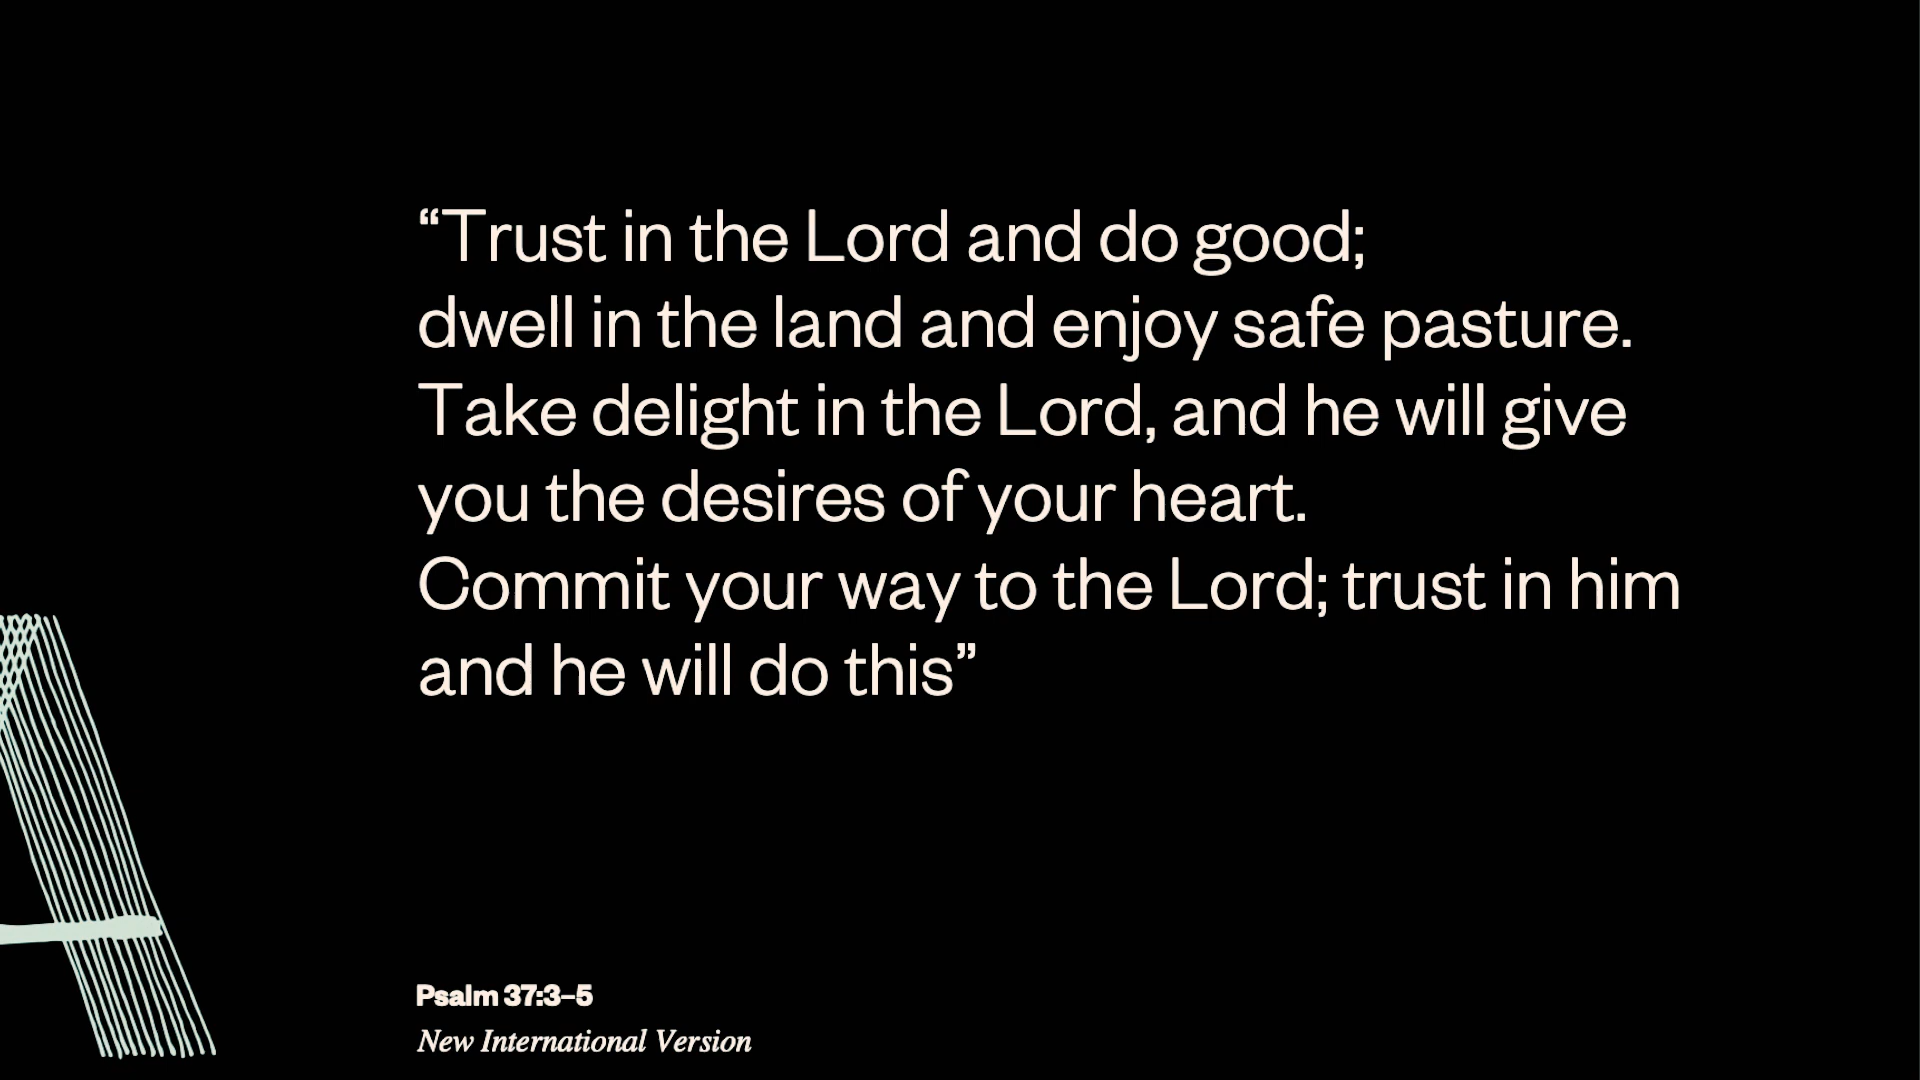 “Trust in the Lord and do good;
dwell in the land and enjoy safe pasture.
Take delight in the Lord, and he will give
you the desires of your heart.
Commit your way to the Lord; trust in him
and he will do this”
Psalm 37:3–5
New International Version